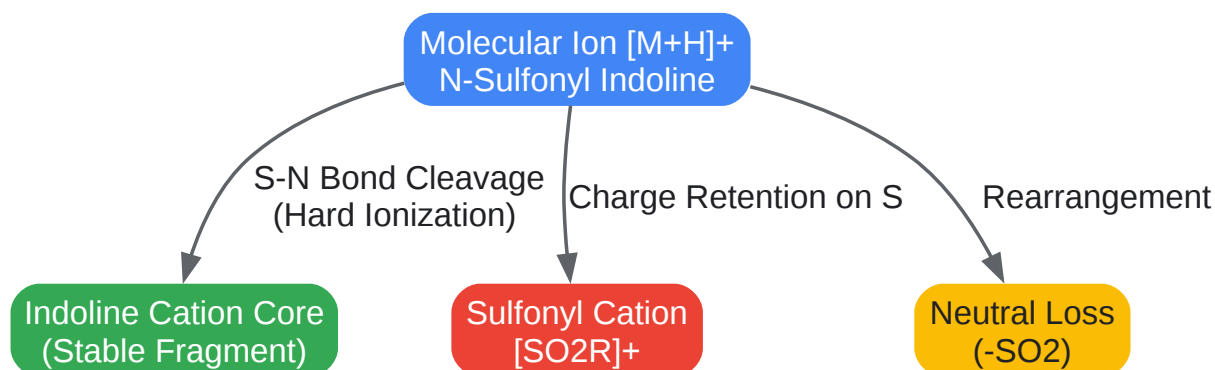 Molecular Ion [M+H]+
N-Sulfonyl Indoline
S-N Bond Cleavage
(Hard Ionization)
Charge Retention on S
Rearrangement
Indoline Cation Core
(Stable Fragment)
Sulfonyl Cation
[SO2R]+
Neutral Loss
(-SO2)